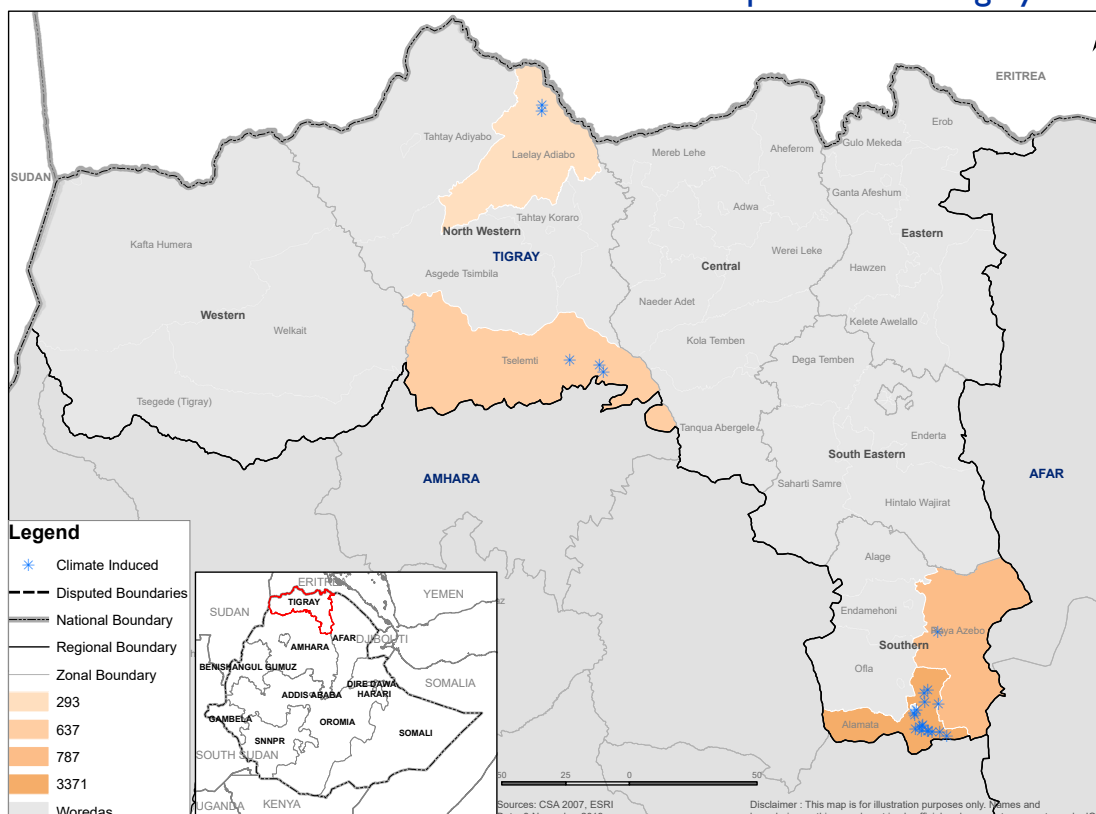 ERITREA
Erob
Tahtay Adiyabo
Gulo Mekeda
Aheferom
Laelay Adiabo
Mereb Lehe
SUDAN
Ganta Afeshum
Adwa
Tahtay Koraro
North Western
Eastern
Kafta Humera
Werei Leke
TIGRAY
Central
Hawzen
Asgede Tsimbila
Naeder Adet
Western
Kelete Awelallo
Welkait
Kola Temben
Tselemti
Dega Temben
Tsegede (Tigray)
Tanqua Abergele
Enderta
South Eastern
AMHARA
AFAR
Saharti Samre
Hintalo Wajirat
Alage
Endamehoni
Raya Azebo
Southern
Ofla
Alamata
Legend
Climate Induced
Disputed Boundaries
National Boundary
Regional Boundary
Zonal Boundary
293
637
787
3371
Woredas
ERITREA
TIGRAY
YEMEN
SUDAN
AFAR
DJIBOUTI
AMHARA
BENISHANGUL GUMUZ
SOMALIA
DIRE DAWA
ADDIS ABABA
HARARI
GAMBELA
OROMIA
SOMALI
SNNPR
SOUTH SUDAN
UGANDA
KENYA
50 25 0 50
Sources: CSA 2007, ESRI
Disclaimer : This map is for illustration purposes only. Names and